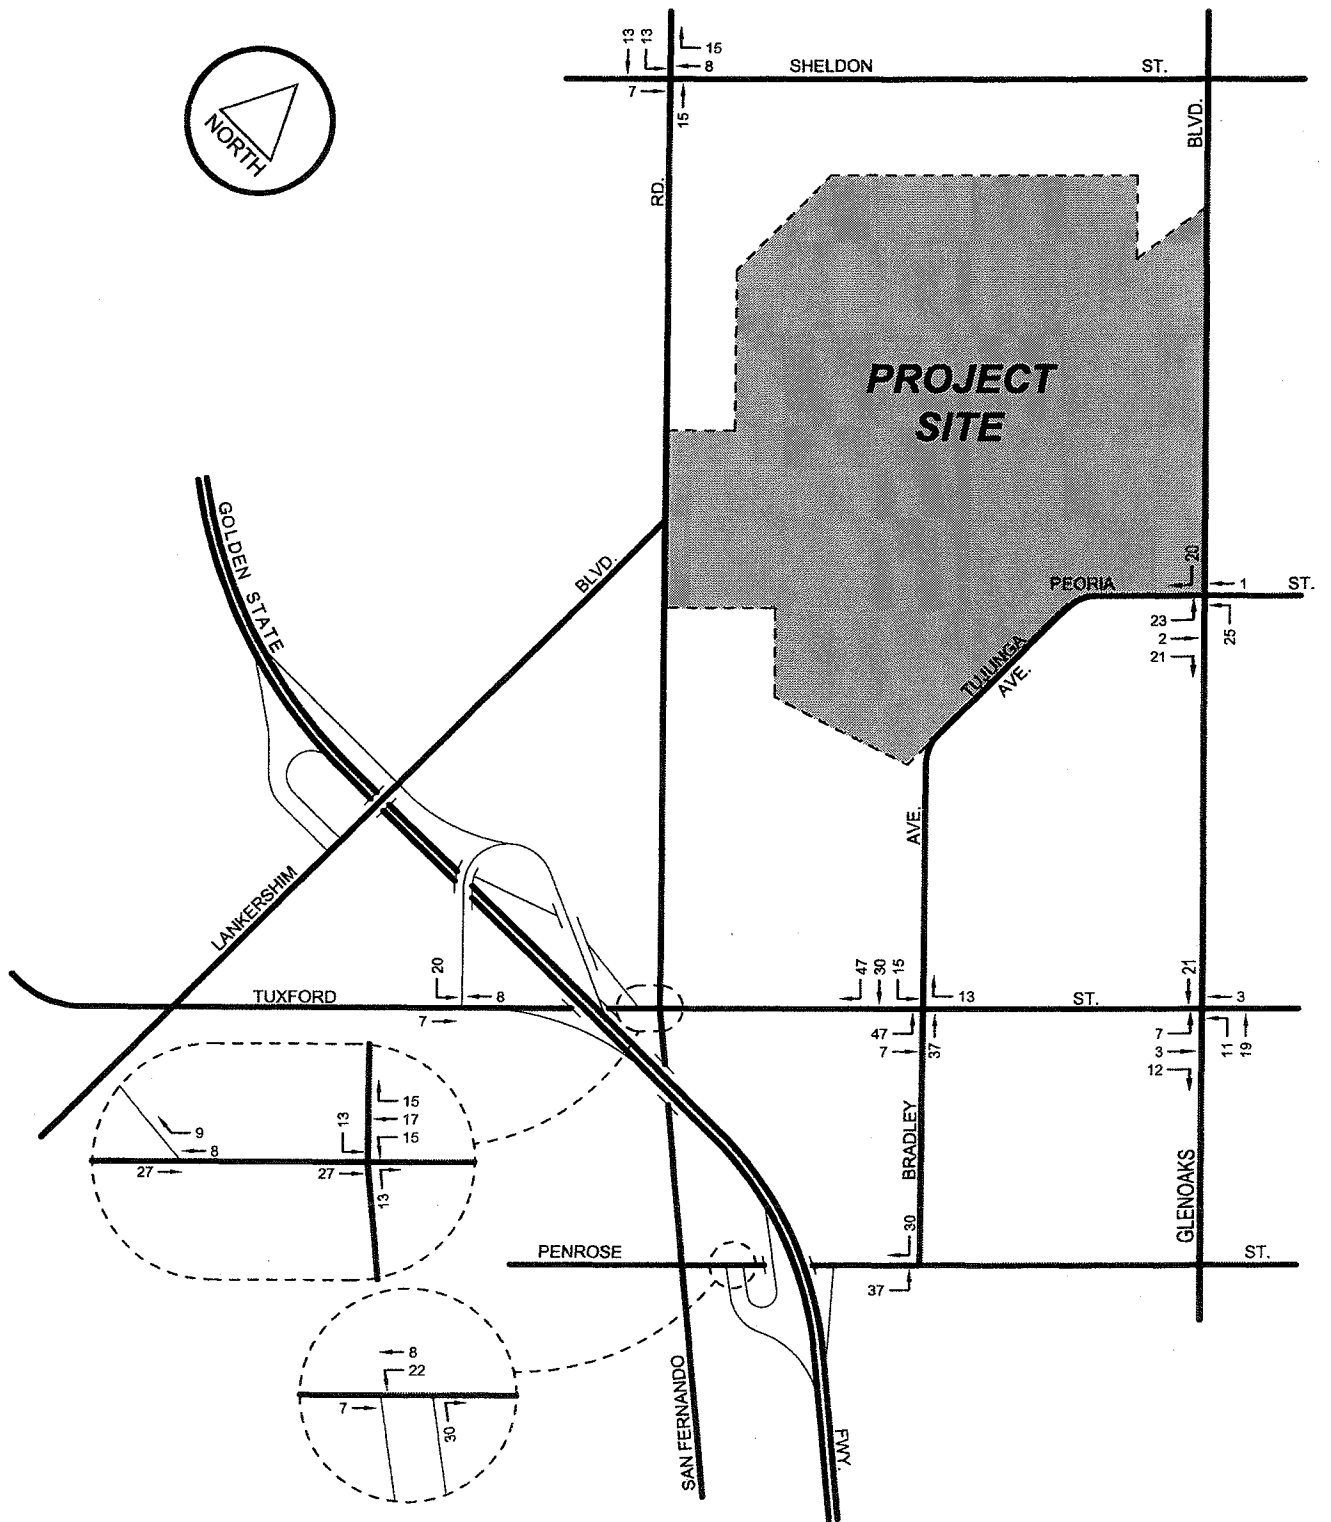 13
13
15
8
SHELDON
ST.
7
15
NORTH
RD.
BLVD.
PROJECT
SITE
GOLDEN STATE
BLVD.
20
PEORIA
1
ST.
23
2
21
25
TUJUNGA
AVE.
AVE.
LANKERSHIM
20
8
TUXFORD
7
47
30
15
13
ST.
21
3
47
7
37
7
3
12
11
19
13
15
17
15
9
8
27
27
13
BRADLEY
GLENOAKS
30
PENROSE
ST.
37
8
22
7
30
SAN FERNANDO
FWY.